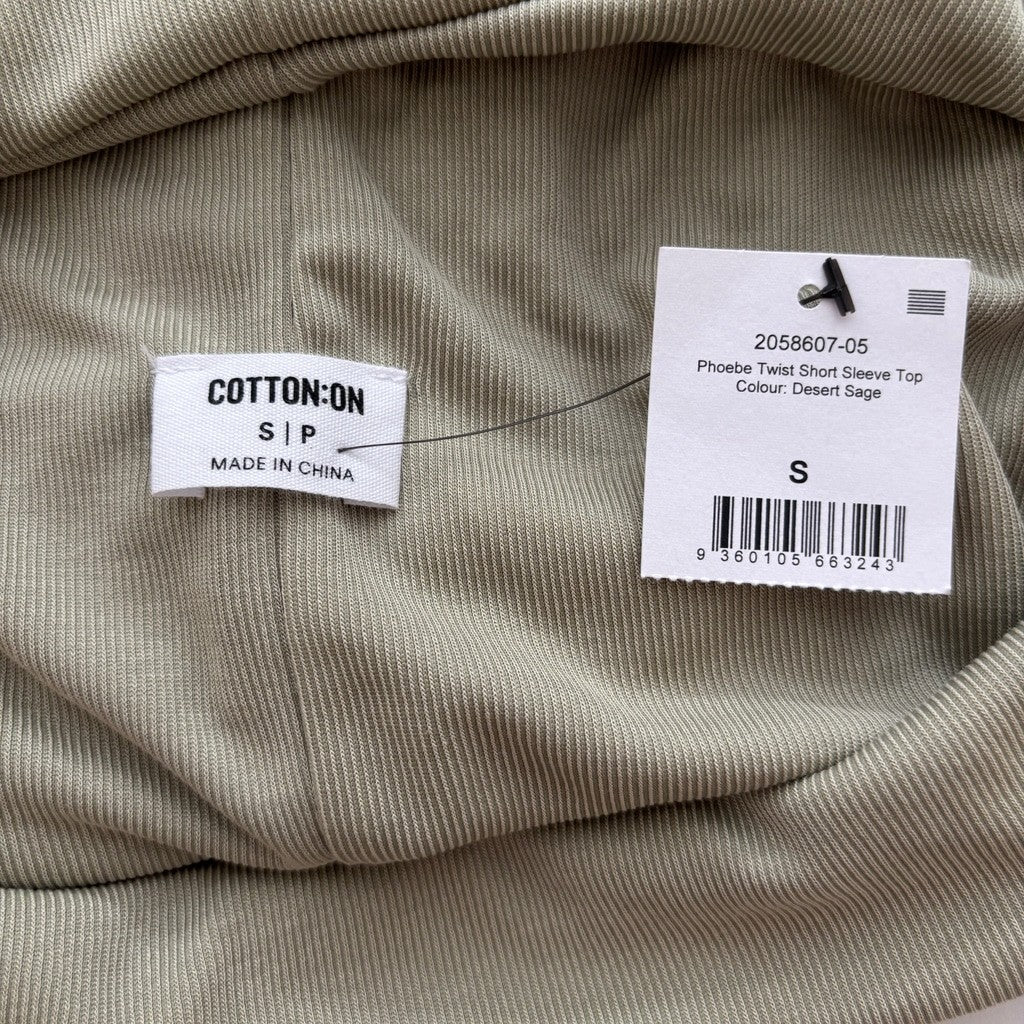 COTTON:ON
S | P
MADE IN CHINA
2058607-05
Phoebe Twist Short Sleeve Top
Colour: Desert Sage
S
9 360105 663243